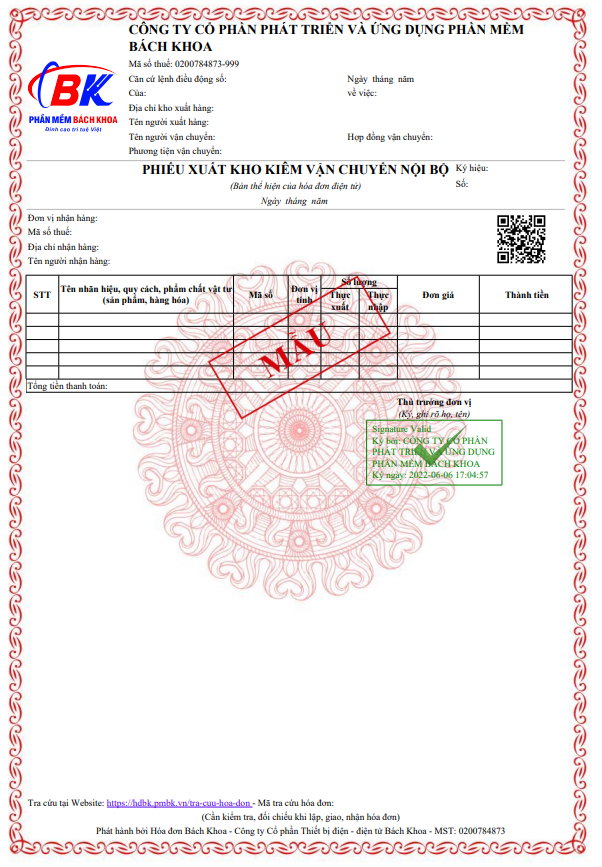 CÔNG TY CỔ PHẦN PHÁT TRIỂN VÀ ỨNG DỤNG PHẦN MỀM
BÁCH KHOA
Mã số thuế: 0200784873-999
Căn cứ lệnh điều động số: Ngày tháng năm
Của: về việc:
Địa chỉ kho xuất hàng:
Tên người xuất hàng:
Tên người vận chuyển: Hợp đồng vận chuyển:
Phương tiện vận chuyển:
BK
PHẦN MỀM BÁCH KHOA
Đỉnh cao trí tuệ Việt
PHIẾU XUẤT KHO KIÊM VẬN CHUYỂN NỘI BỘ Ký hiệu:
(Bản thể hiện của hóa đơn điện tử) Số:
Ngày tháng năm
Đơn vị nhận hàng:
Mã số thuế:
Địa chỉ nhận hàng:
Tên người nhận hàng:
STT Tên nhãn hiệu, quy cách, phẩm chất vật tư (sản phẩm, hàng hóa) Mã số Đơn vị tính Số lượng Đơn giá Thành tiền
Thực xuất Thực nhập
MẪU
Tổng tiền thanh toán:
Thủ trưởng đơn vị
(Ký, ghi rõ họ, tên)
Signature Valid
Ký bởi: CÔNG TY CỔ PHẦN
PHÁT TRIỂN VÀ ỨNG DỤNG
PHẦN MỀM BÁCH KHOA
Ký ngày: 2022-06-06 17:04:57
Tra cứu tại Website: https://hdbk.pmbk.vn/tra-cuu-hoa-don - Mã tra cứu hóa đơn:
(Cần kiểm tra, đối chiếu khi lập, giao, nhận hóa đơn)
Phát hành bởi Hóa đơn Bách Khoa - Công ty Cổ phần Thiết bị điện - điện tử Bách Khoa - MST: 0200784873